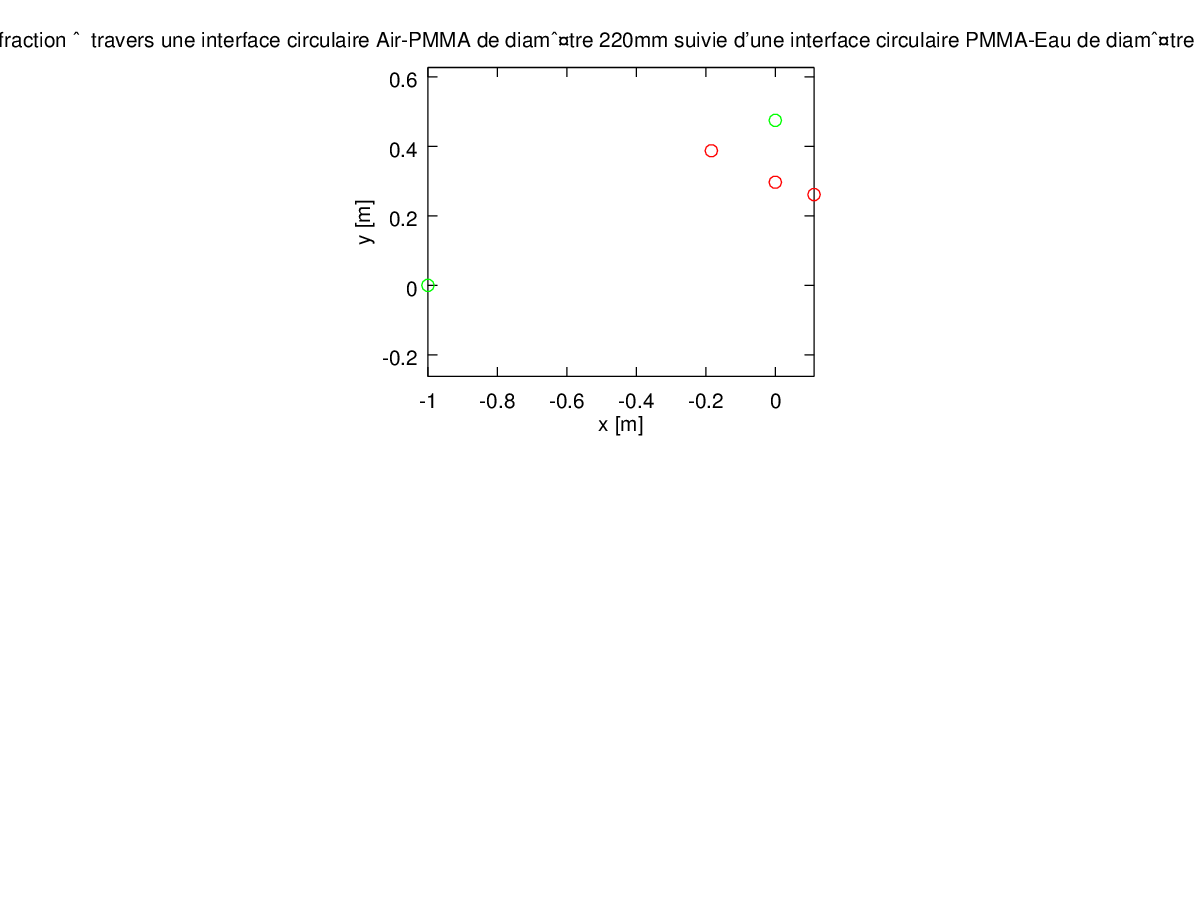 fraction ˆ travers une interface circulaire Air-PMMA de diamˆ¤tre 220mm suivie d'une interface circulaire PMMA-Eau de diamˆ¤tre
0.6
0.4
0.2
0
-0.2
y [m]
-1 -0.8 -0.6 -0.4 -0.2 0
x [m]